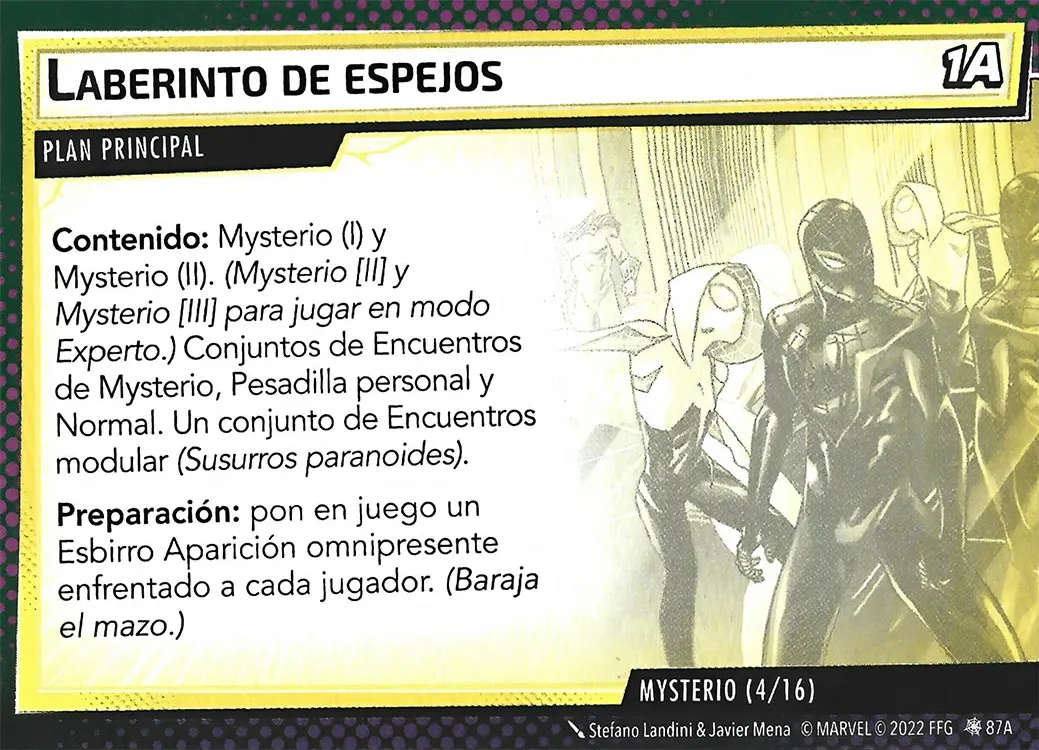 LABERINTO DE ESPEJOS
1A
PLAN PRINCIPAL
Contenido: Mysterio (I) y
Mysterio (II). (Mysterio [II] y
Mysterio [III] para jugar en modo
Experto.) Conjuntos de Encuentros
de Mysterio, Pesadilla personal y
Normal. Un conjunto de Encuentros
modular (Susurros paranoides).
Preparación: pon en juego un
Esbirro Aparición omnipresente
enfrentado a cada jugador. (Baraja
el mazo.)
MYSTERIO (4/16)
Stefano Landini & Javier Mena © MARVEL © 2022 FFG 87A